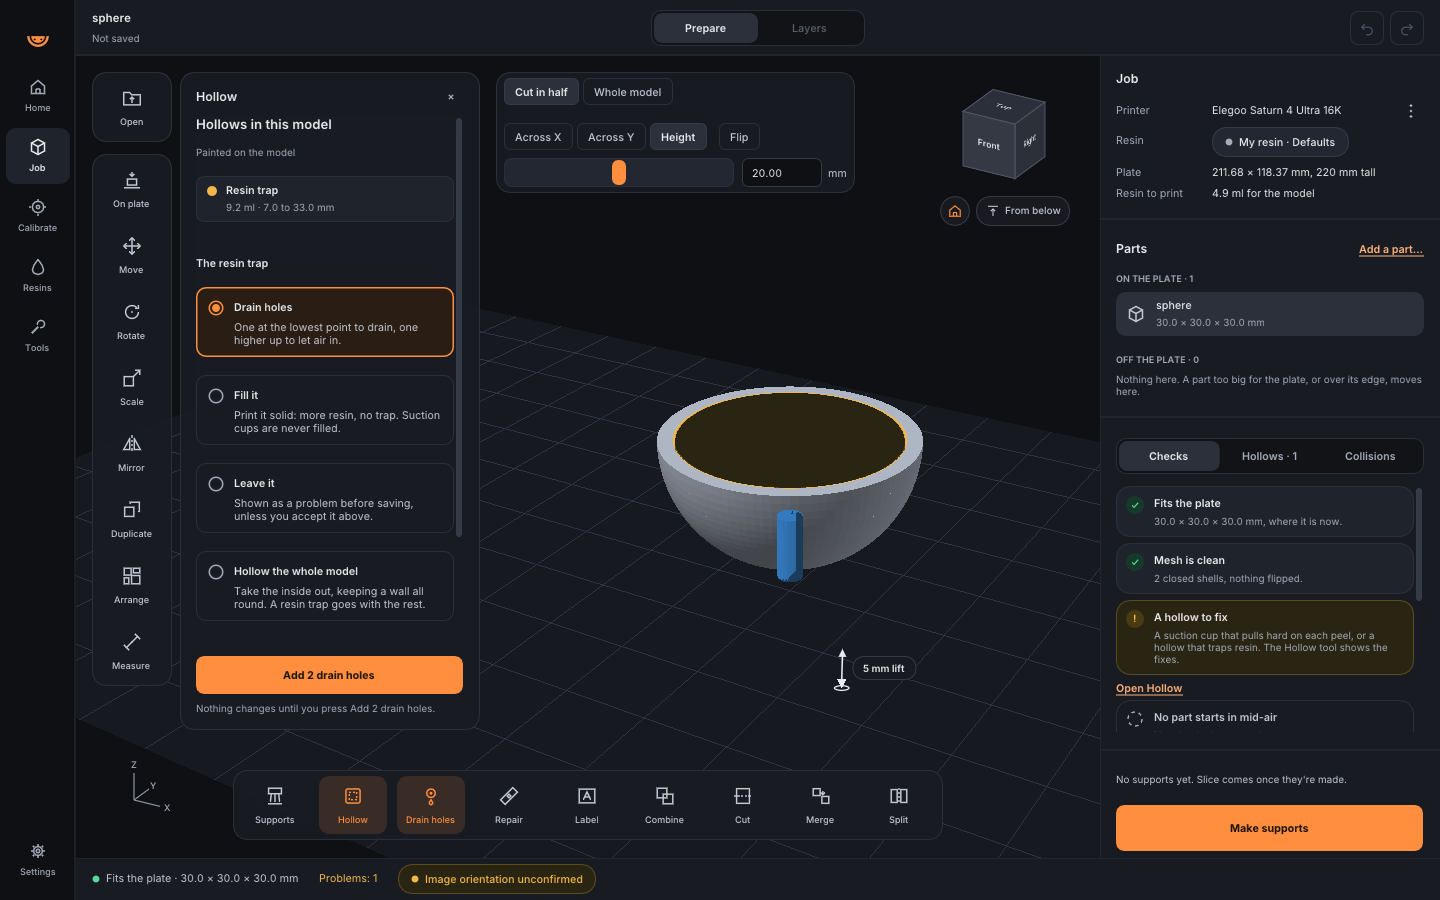 sphere
Not saved
Prepare
Layers
Home
Job
Calibrate
Resins
Tools
Settings
Open
On plate
Move
Rotate
Scale
Mirror
Duplicate
Arrange
Measure
Hollow
×
Hollows in this model
Painted on the model
Resin trap
9.2 ml · 7.0 to 33.0 mm
The resin trap
Drain holes
One at the lowest point to drain, one
higher up to let air in.
Fill it
Print it solid: more resin, no trap. Suction
cups are never filled.
Leave it
Shown as a problem before saving,
unless you accept it above.
Hollow the whole model
Take the inside out, keeping a wall all
round. A resin trap goes with the rest.
Add 2 drain holes
Nothing changes until you press Add 2 drain holes.
Cut in half
Whole model
Across X
Across Y
Height
Flip
20.00
mm
Top
Front
Right
From below
5 mm lift
Z
Y
X
Supports
Hollow
Drain holes
Repair
Label
Combine
Cut
Merge
Split
Job
Printer
Elegoo Saturn 4 Ultra 16K
Resin
My resin · Defaults
Plate
211.68 × 118.37 mm, 220 mm tall
Resin to print
4.9 ml for the model
Parts
Add a part...
ON THE PLATE · 1
sphere
30.0 × 30.0 × 30.0 mm
OFF THE PLATE · 0
Nothing here. A part too big for the plate, or over its edge, moves
here.
Checks
Hollows · 1
Collisions
Fits the plate
30.0 × 30.0 × 30.0 mm, where it is now.
Mesh is clean
2 closed shells, nothing flipped.
A hollow to fix
A suction cup that pulls hard on each peel, or a
hollow that traps resin. The Hollow tool shows the
fixes.
Open Hollow
No part starts in mid-air
No supports yet. Slice comes once they're made.
Make supports
Fits the plate · 30.0 × 30.0 × 30.0 mm
Problems: 1
Image orientation unconfirmed